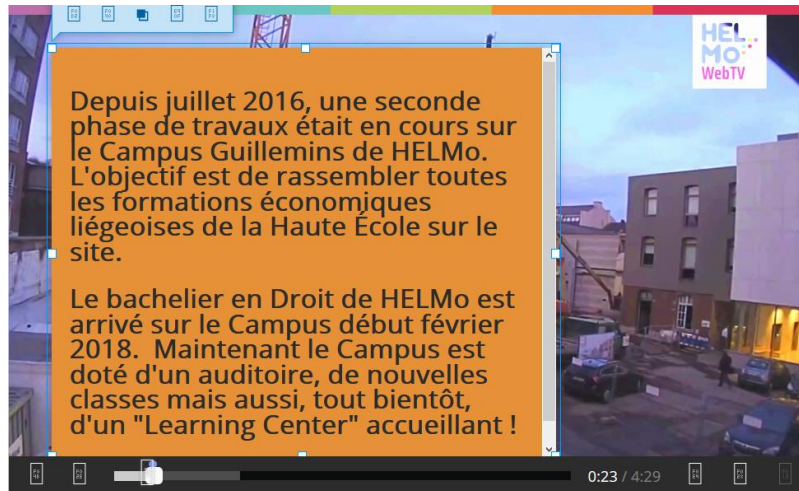 HEL
MO
WebTV
Depuis juillet 2016, une seconde
phase de travaux était en cours sur
le Campus Guillemins de HELMo.
L'objectif est de rassembler toutes
les formations économiques
liégeoises de la Haute École sur le
site.
Le bachelier en Droit de HELMo est
arrivé sur le Campus début février
2018.  Maintenant le Campus est
doté d'un auditoire, de nouvelles
classes mais aussi, tout bientôt,
d'un "Learning Center" accueillant !
0:23 / 4:29